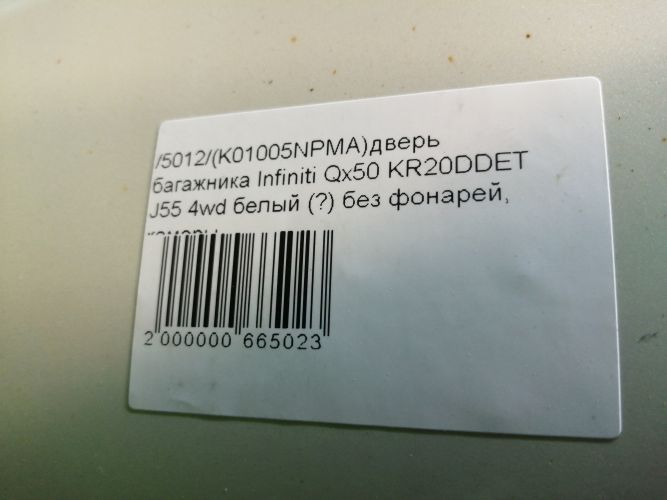 /5012/(K01005NPMA)дверь
багажника Infiniti Qx50 KR20DDET
J55 4wd белый (?) без фонарей,
2 000000 665023